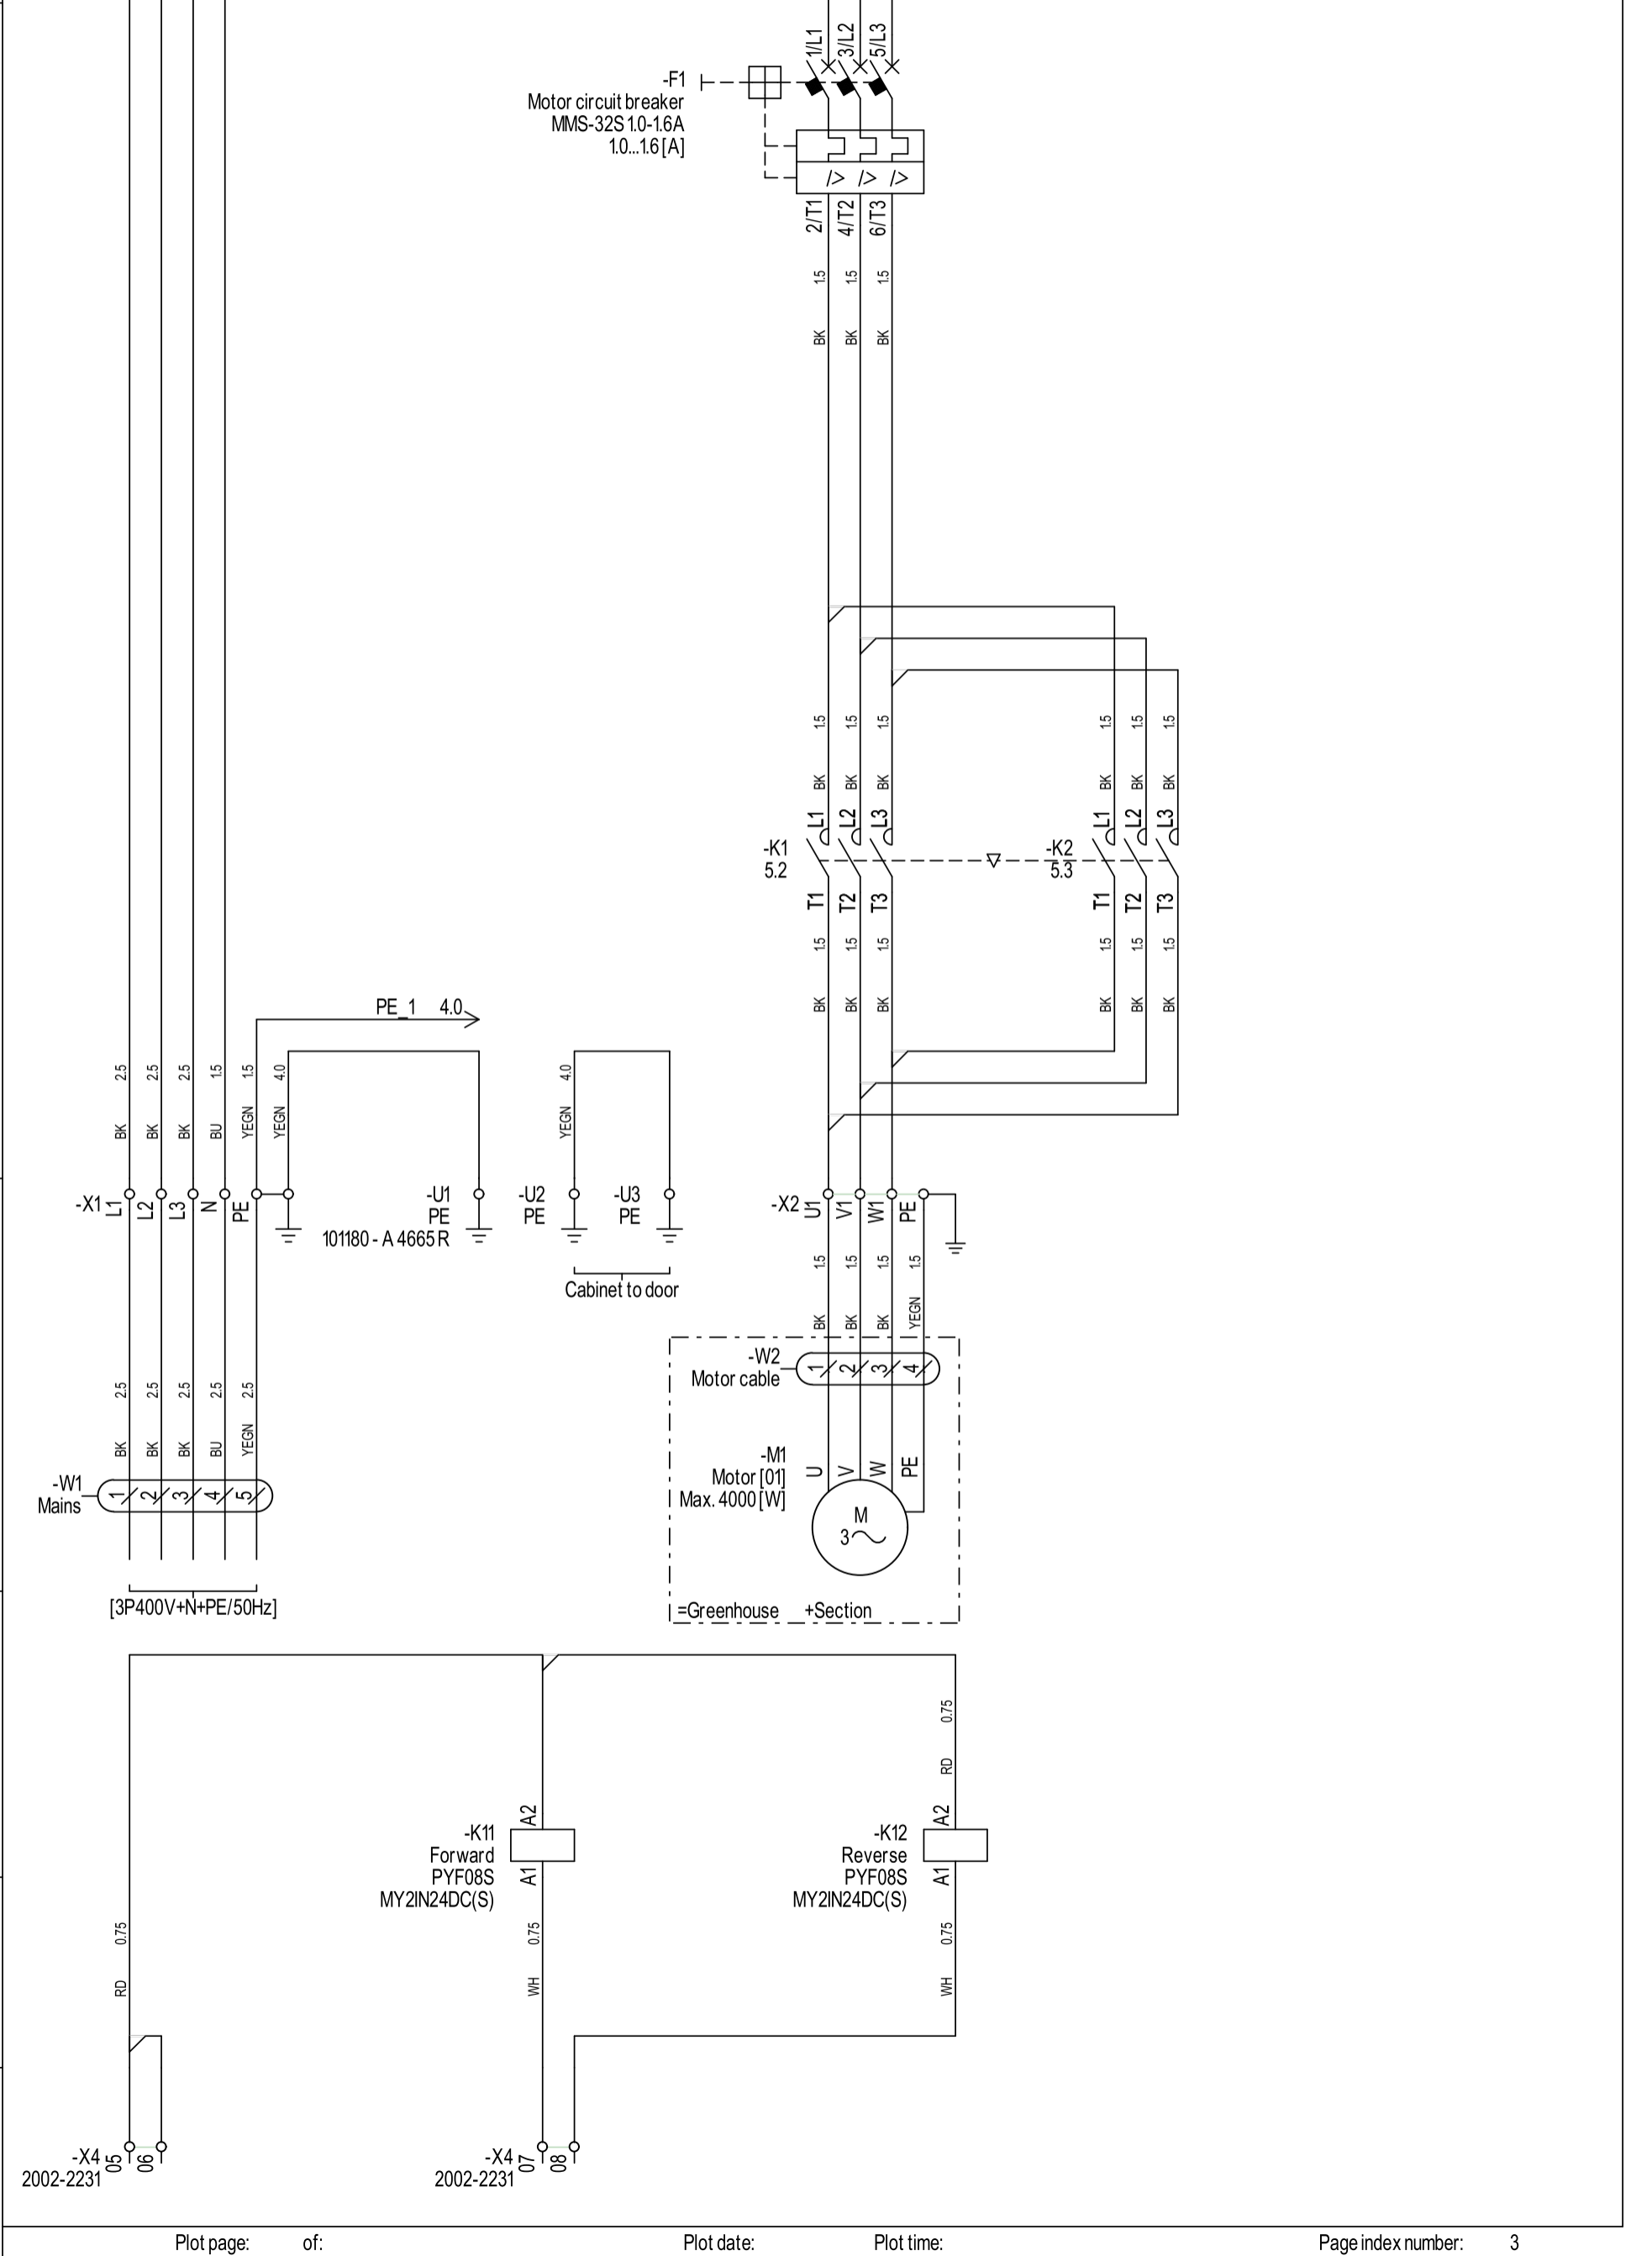 1/L1
3/L2
5/L3
-F1
Motor circuit breaker
MMS-32S 1.0-1.6A
1.0...1.6 [A]
I>
I>
I>
2/T1
4/T2
6/T3
1.5
1.5
1.5
BK
BK
BK
1.5
1.5
1.5
1.5
1.5
1.5
BK
BK
BK
BK
BK
BK
L1
L2
L3
L1
L2
L3
-K1
5.2
-K2
5.3
T1
T2
T3
T1
T2
T3
1.5
1.5
1.5
1.5
1.5
1.5
BK
BK
BK
BK
BK
BK
PE_1 4.0
2.5
2.5
2.5
1.5
1.5
4.0
4.0
BK
BK
BK
BU
YEGN
YEGN
YEGN
-X1
L1
L2
L3
N
PE
-U1
PE
101180 - A 4665 R
-U2
PE
-U3
PE
Cabinet to door
-X2
U1
V1
W1
PE
1.5
1.5
1.5
1.5
BK
BK
BK
YEGN
-W2
Motor cable
1
2
3
4
2.5
2.5
2.5
2.5
2.5
BK
BK
BK
BU
YEGN
-W1
Mains
1
2
3
4
5
[3P400V+N+PE/50Hz]
-M1
Motor [01]
Max. 4000 [W]
U
V
W
PE
M
3
=Greenhouse +Section
0.75
RD
-K11
Forward
PYF08S
MY2IN24DC(S)
A2
A1
-K12
Reverse
PYF08S
MY2IN24DC(S)
A2
A1
0.75
0.75
0.75
RD
WH
WH
-X4
2002-2231
05
06
-X4
2002-2231
07
08
Plot page: of: Plot date: Plot time: Page index number: 3